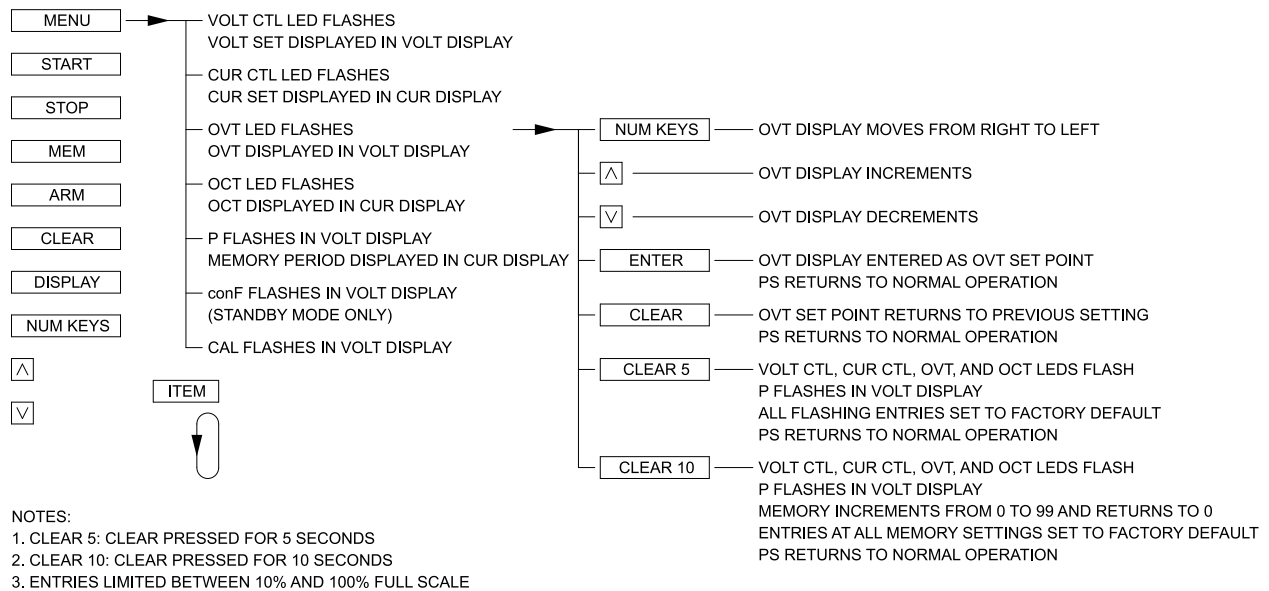 MENU
START
STOP
MEM
ARM
CLEAR
DISPLAY
NUM KEYS
∧
∨
VOLT CTL LED FLASHES
VOLT SET DISPLAYED IN VOLT DISPLAY
CUR CTL LED FLASHES
CUR SET DISPLAYED IN CUR DISPLAY
OVT LED FLASHES
OVT DISPLAYED IN VOLT DISPLAY
OCT LED FLASHES
OCT DISPLAYED IN CUR DISPLAY
P FLASHES IN VOLT DISPLAY
MEMORY PERIOD DISPLAYED IN CUR DISPLAY
conF FLASHES IN VOLT DISPLAY
(STANDBY MODE ONLY)
CAL FLASHES IN VOLT DISPLAY
ITEM
NUM KEYS
OVT DISPLAY MOVES FROM RIGHT TO LEFT
∧
OVT DISPLAY INCREMENTS
∨
OVT DISPLAY DECREMENTS
ENTER
OVT DISPLAY ENTERED AS OVT SET POINT
PS RETURNS TO NORMAL OPERATION
CLEAR
OVT SET POINT RETURNS TO PREVIOUS SETTING
PS RETURNS TO NORMAL OPERATION
CLEAR 5
VOLT CTL, CUR CTL, OVT, AND OCT LEDS FLASH
P FLASHES IN VOLT DISPLAY
ALL FLASHING ENTRIES SET TO FACTORY DEFAULT
PS RETURNS TO NORMAL OPERATION
CLEAR 10
VOLT CTL, CUR CTL, OVT, AND OCT LEDS FLASH
P FLASHES IN VOLT DISPLAY
MEMORY INCREMENTS FROM 0 TO 99 AND RETURNS TO 0
ENTRIES AT ALL MEMORY SETTINGS SET TO FACTORY DEFAULT
PS RETURNS TO NORMAL OPERATION
NOTES:
1. CLEAR 5: CLEAR PRESSED FOR 5 SECONDS
2. CLEAR 10: CLEAR PRESSED FOR 10 SECONDS
3. ENTRIES LIMITED BETWEEN 10% AND 100% FULL SCALE